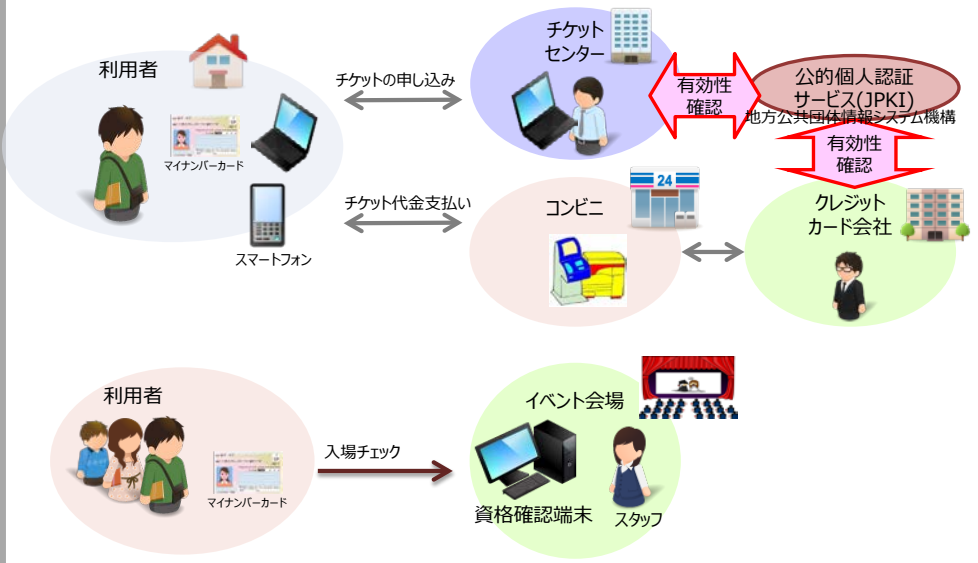 利用者
マイナンバーカード
スマートフォン
チケットの申し込み
チケット代金支払い
チケット
センター
有効性
確認
公的個人認証
サービス(JPKI)
地方公共団体情報システム機構
有効性
確認
コンビニ
24
クレジット
カード会社
利用者
マイナンバーカード
入場チェック
イベント会場
資格確認端末
スタッフ